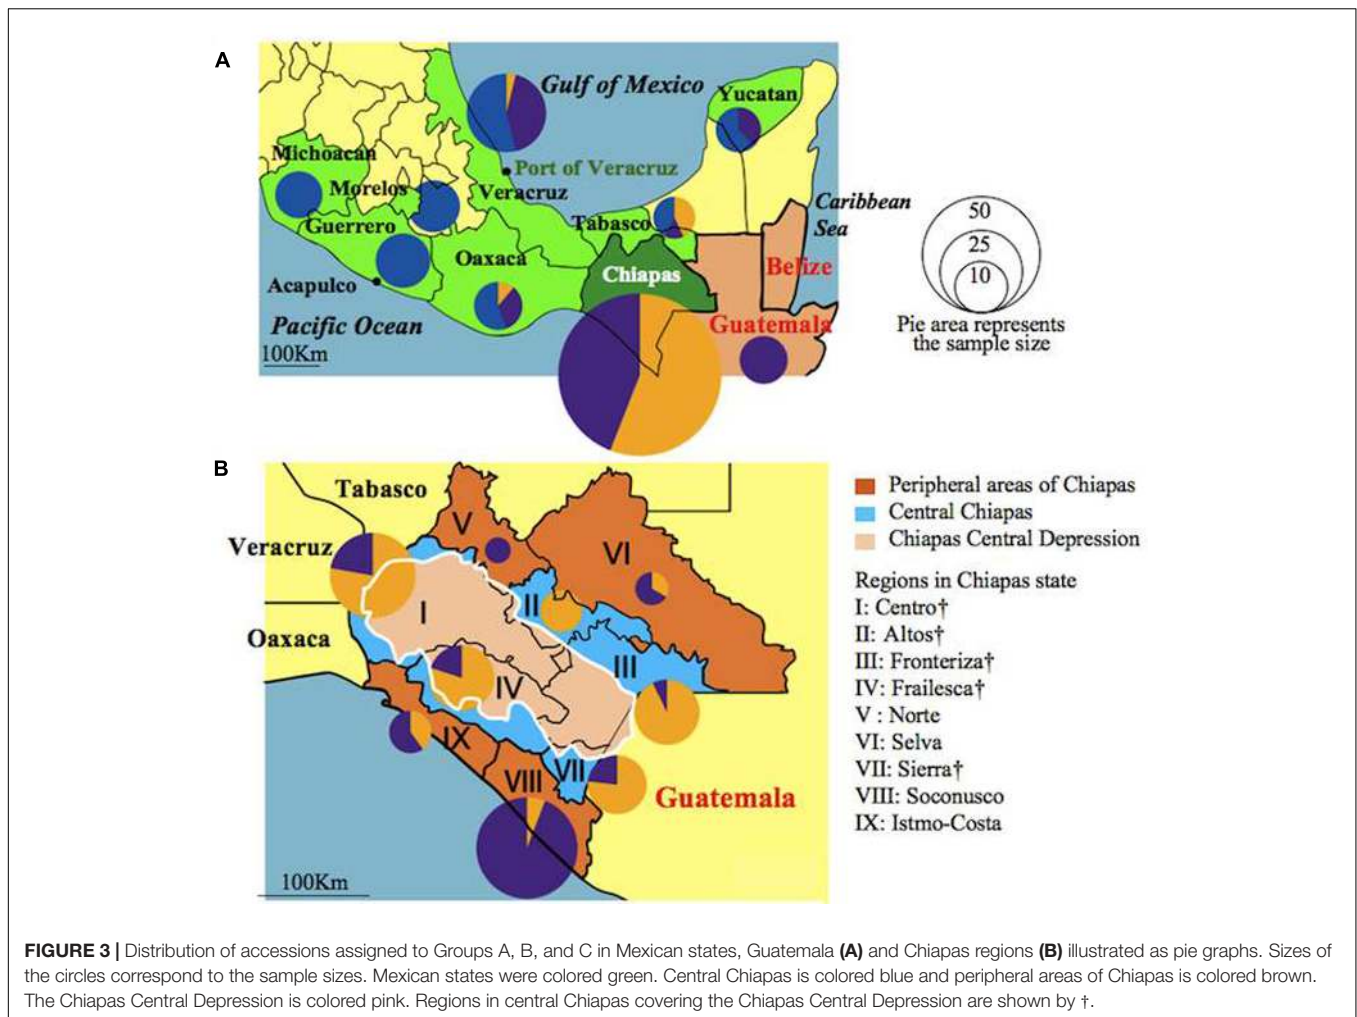 A
Gulf of Mexico
Yucatan
Michoacan
Port of Veracruz
Morelos
Veracruz
Caribbean
Sea
Guerrero
Tabasco
Oaxaca
Chiapas
Belize
Acapulco
Pacific Ocean
Guatemala
100Km
50
25
10
Pie area represents
the sample size
B
Tabasco
Veracruz
Oaxaca
V
VI
I
II
III
IV
IX
VIII
VII
Guatemala
100Km
Peripheral areas of Chiapas
Central Chiapas
Chiapas Central Depression
Regions in Chiapas state
I: Centro†
II: Altos†
III: Fronteriza†
IV: Frailesca†
V : Norte
VI: Selva
VII: Sierra†
VIII: Soconusco
IX: Istmo-Costa
FIGURE 3 | Distribution of accessions assigned to Groups A, B, and C in Mexican states, Guatemala (A) and Chiapas regions (B) illustrated as pie graphs. Sizes of
the circles correspond to the sample sizes. Mexican states were colored green. Central Chiapas is colored blue and peripheral areas of Chiapas is colored brown.
The Chiapas Central Depression is colored pink. Regions in central Chiapas covering the Chiapas Central Depression are shown by †.